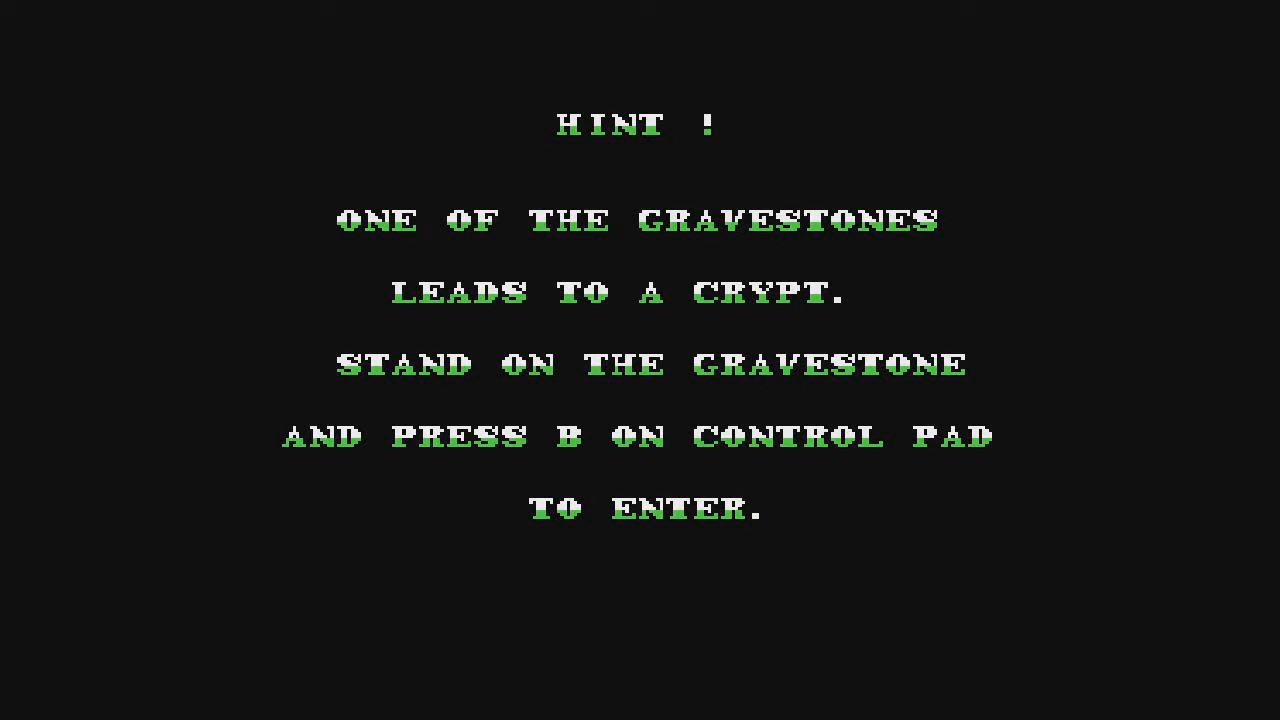 HINT !
ONE OF THE GRAVESTONES
LEADS TO A CRYPT.
STAND ON THE GRAVESTONE
AND PRESS B ON CONTROL PAD
TO ENTER.